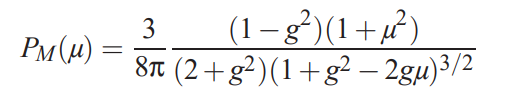 P_M(μ) = \frac{3}{8π} \frac{(1-g^2)(1+μ^2)}{(2+g^2)(1+g^2-2gμ)^{3/2}}